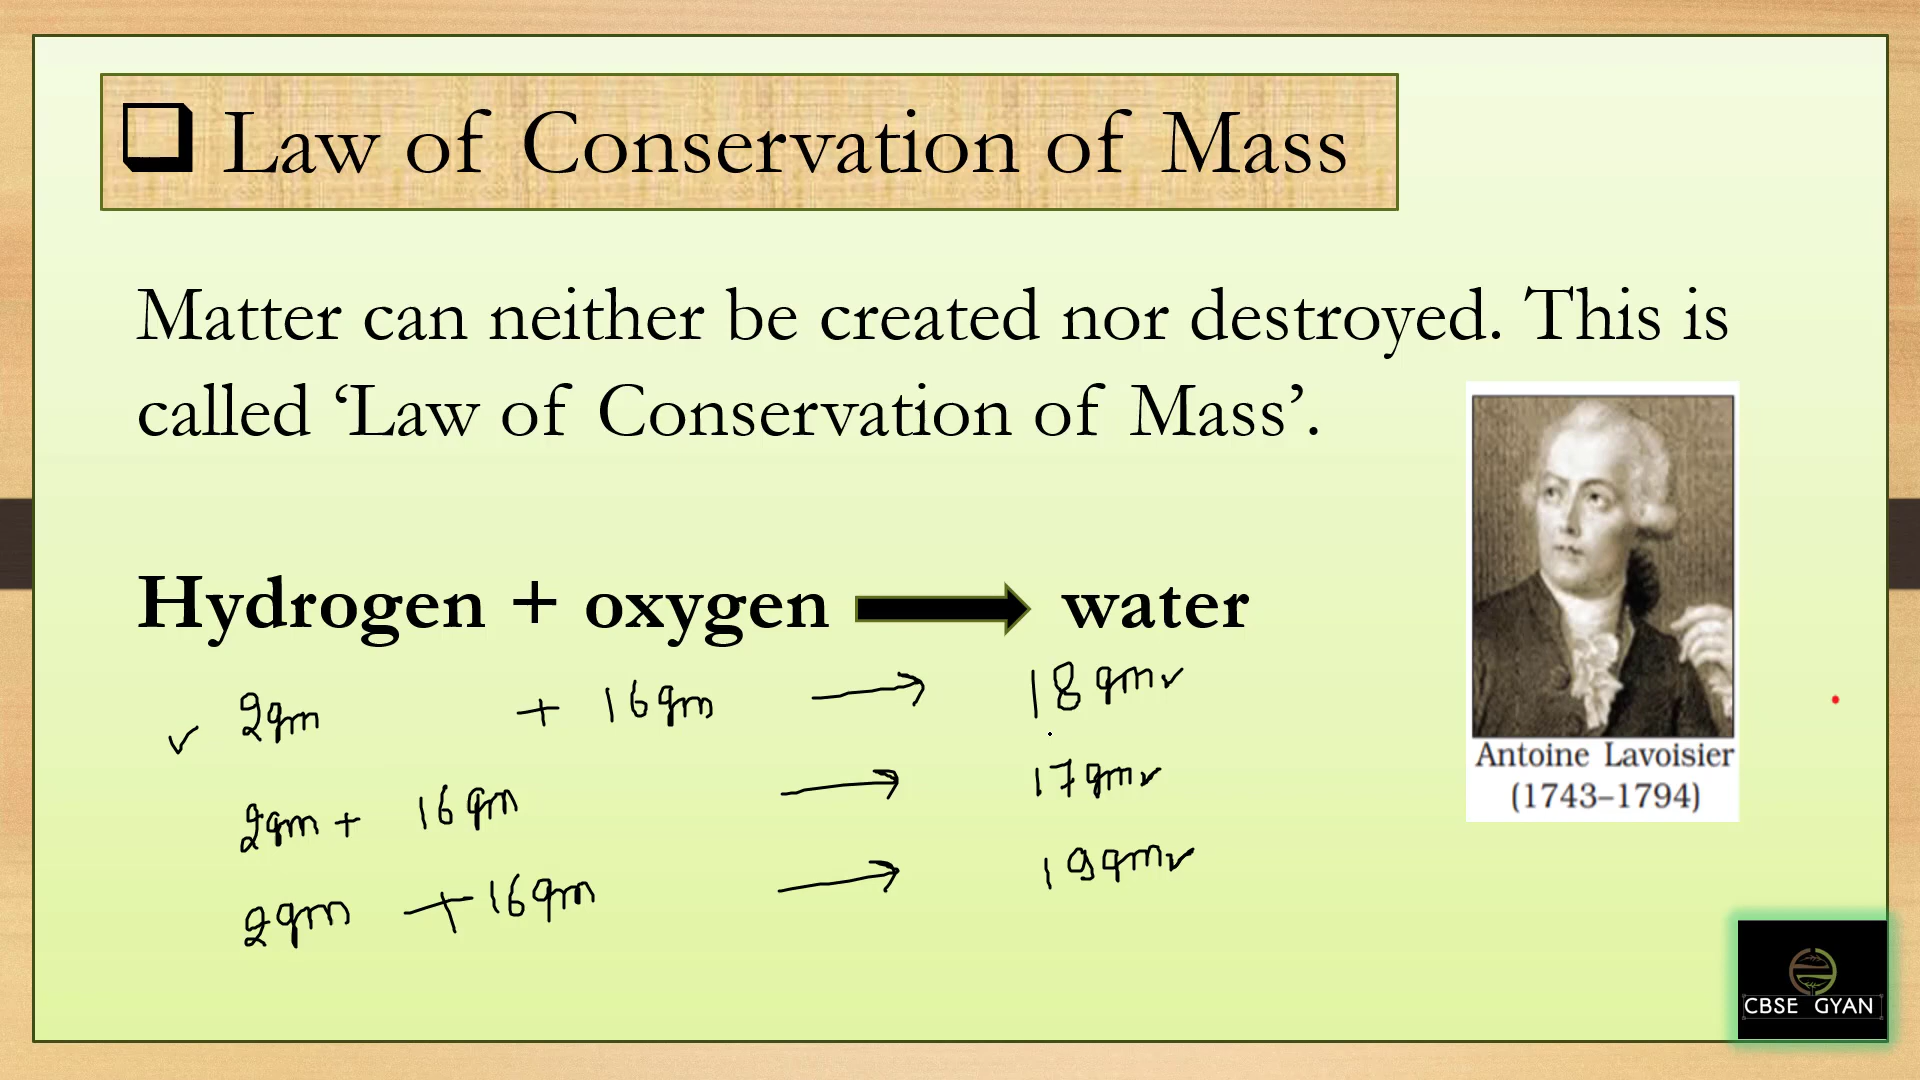 Law of Conservation of Mass
Matter can neither be created nor destroyed. This is
called ‘Law of Conservation of Mass’.
Hydrogen + oxygen water
✓ 2gm + 16gm → 18gm✓
2gm + 16gm → 17gm✓
2gm + 16gm → 19gm✓
Antoine Lavoisier
(1743–1794)
CBSE GYAN